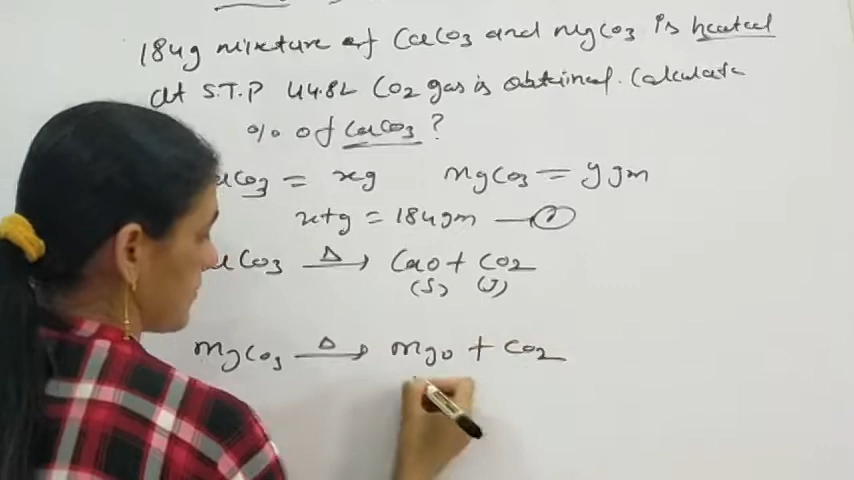 184g mixture of CaCO3 and MgCO3 is heated
at S.T.P 44.8L CO2 gas is obtained. Calculate
% of CaCO3 ?
CO3 = xg MgCO3 = y gm
x+y = 184gm — 1
CO3 Δ→ CaO + CO2
(S) (g)
MgCO3 Δ→ MgO + CO2